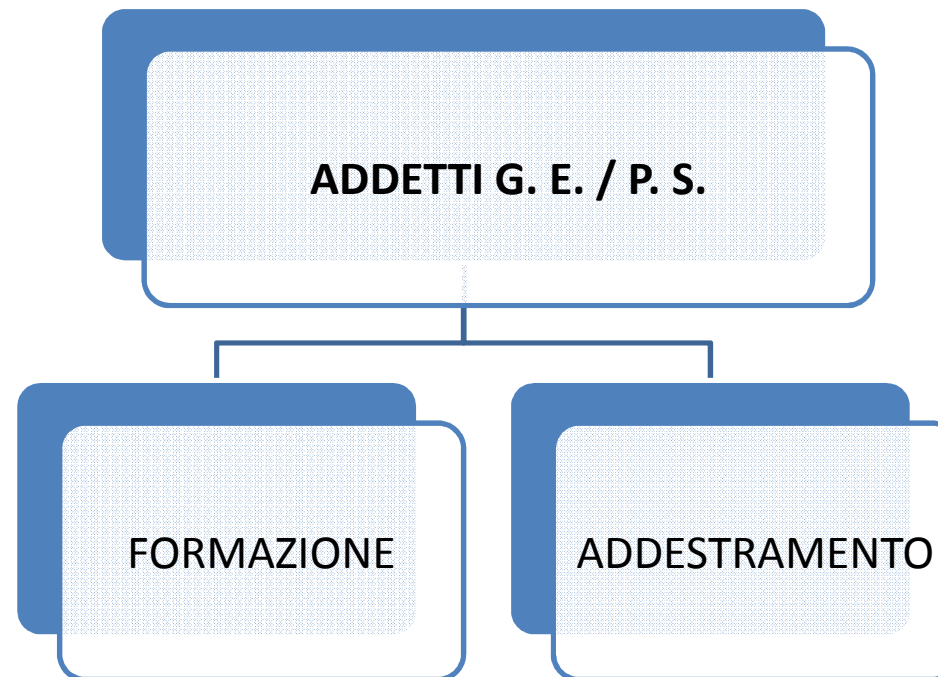 ADDETTI G. E. / P. S.
FORMAZIONE
ADDESTRAMENTO